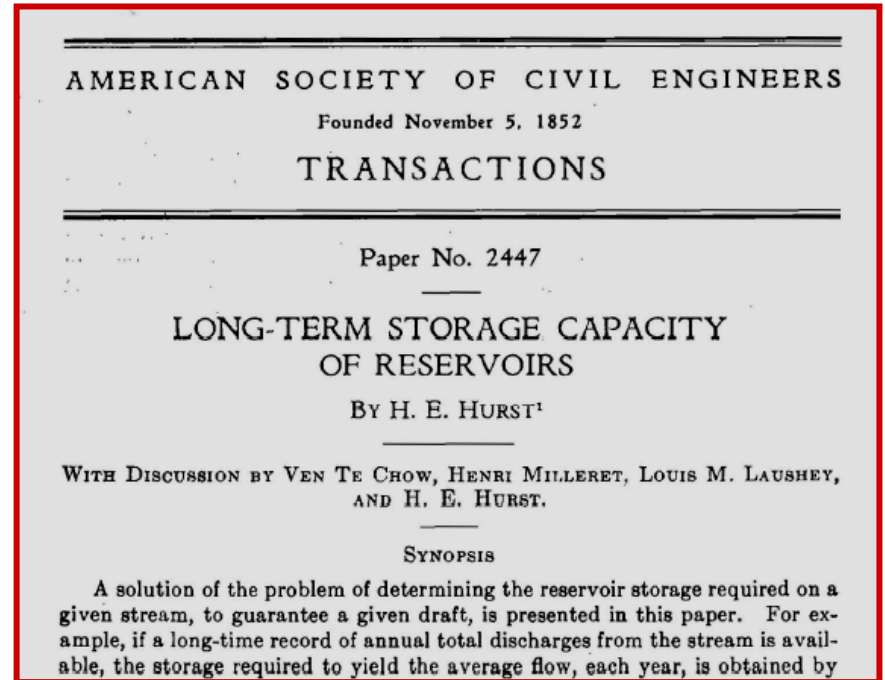 AMERICAN SOCIETY OF CIVIL ENGINEERS
Founded November 5, 1852
TRANSACTIONS
Paper No. 2447
LONG-TERM STORAGE CAPACITY
OF RESERVOIRS
BY H. E. HURST¹
WITH DISCUSSION BY VEN TE CHOW, HENRI MILLERET, LOUIS M. LAUSHEY,
AND H. E. HURST.
SYNOPSIS
A solution of the problem of determining the reservoir storage required on a
given stream, to guarantee a given draft, is presented in this paper. For ex-
ample, if a long-time record of annual total discharges from the stream is avail-
able, the storage required to yield the average flow, each year, is obtained by